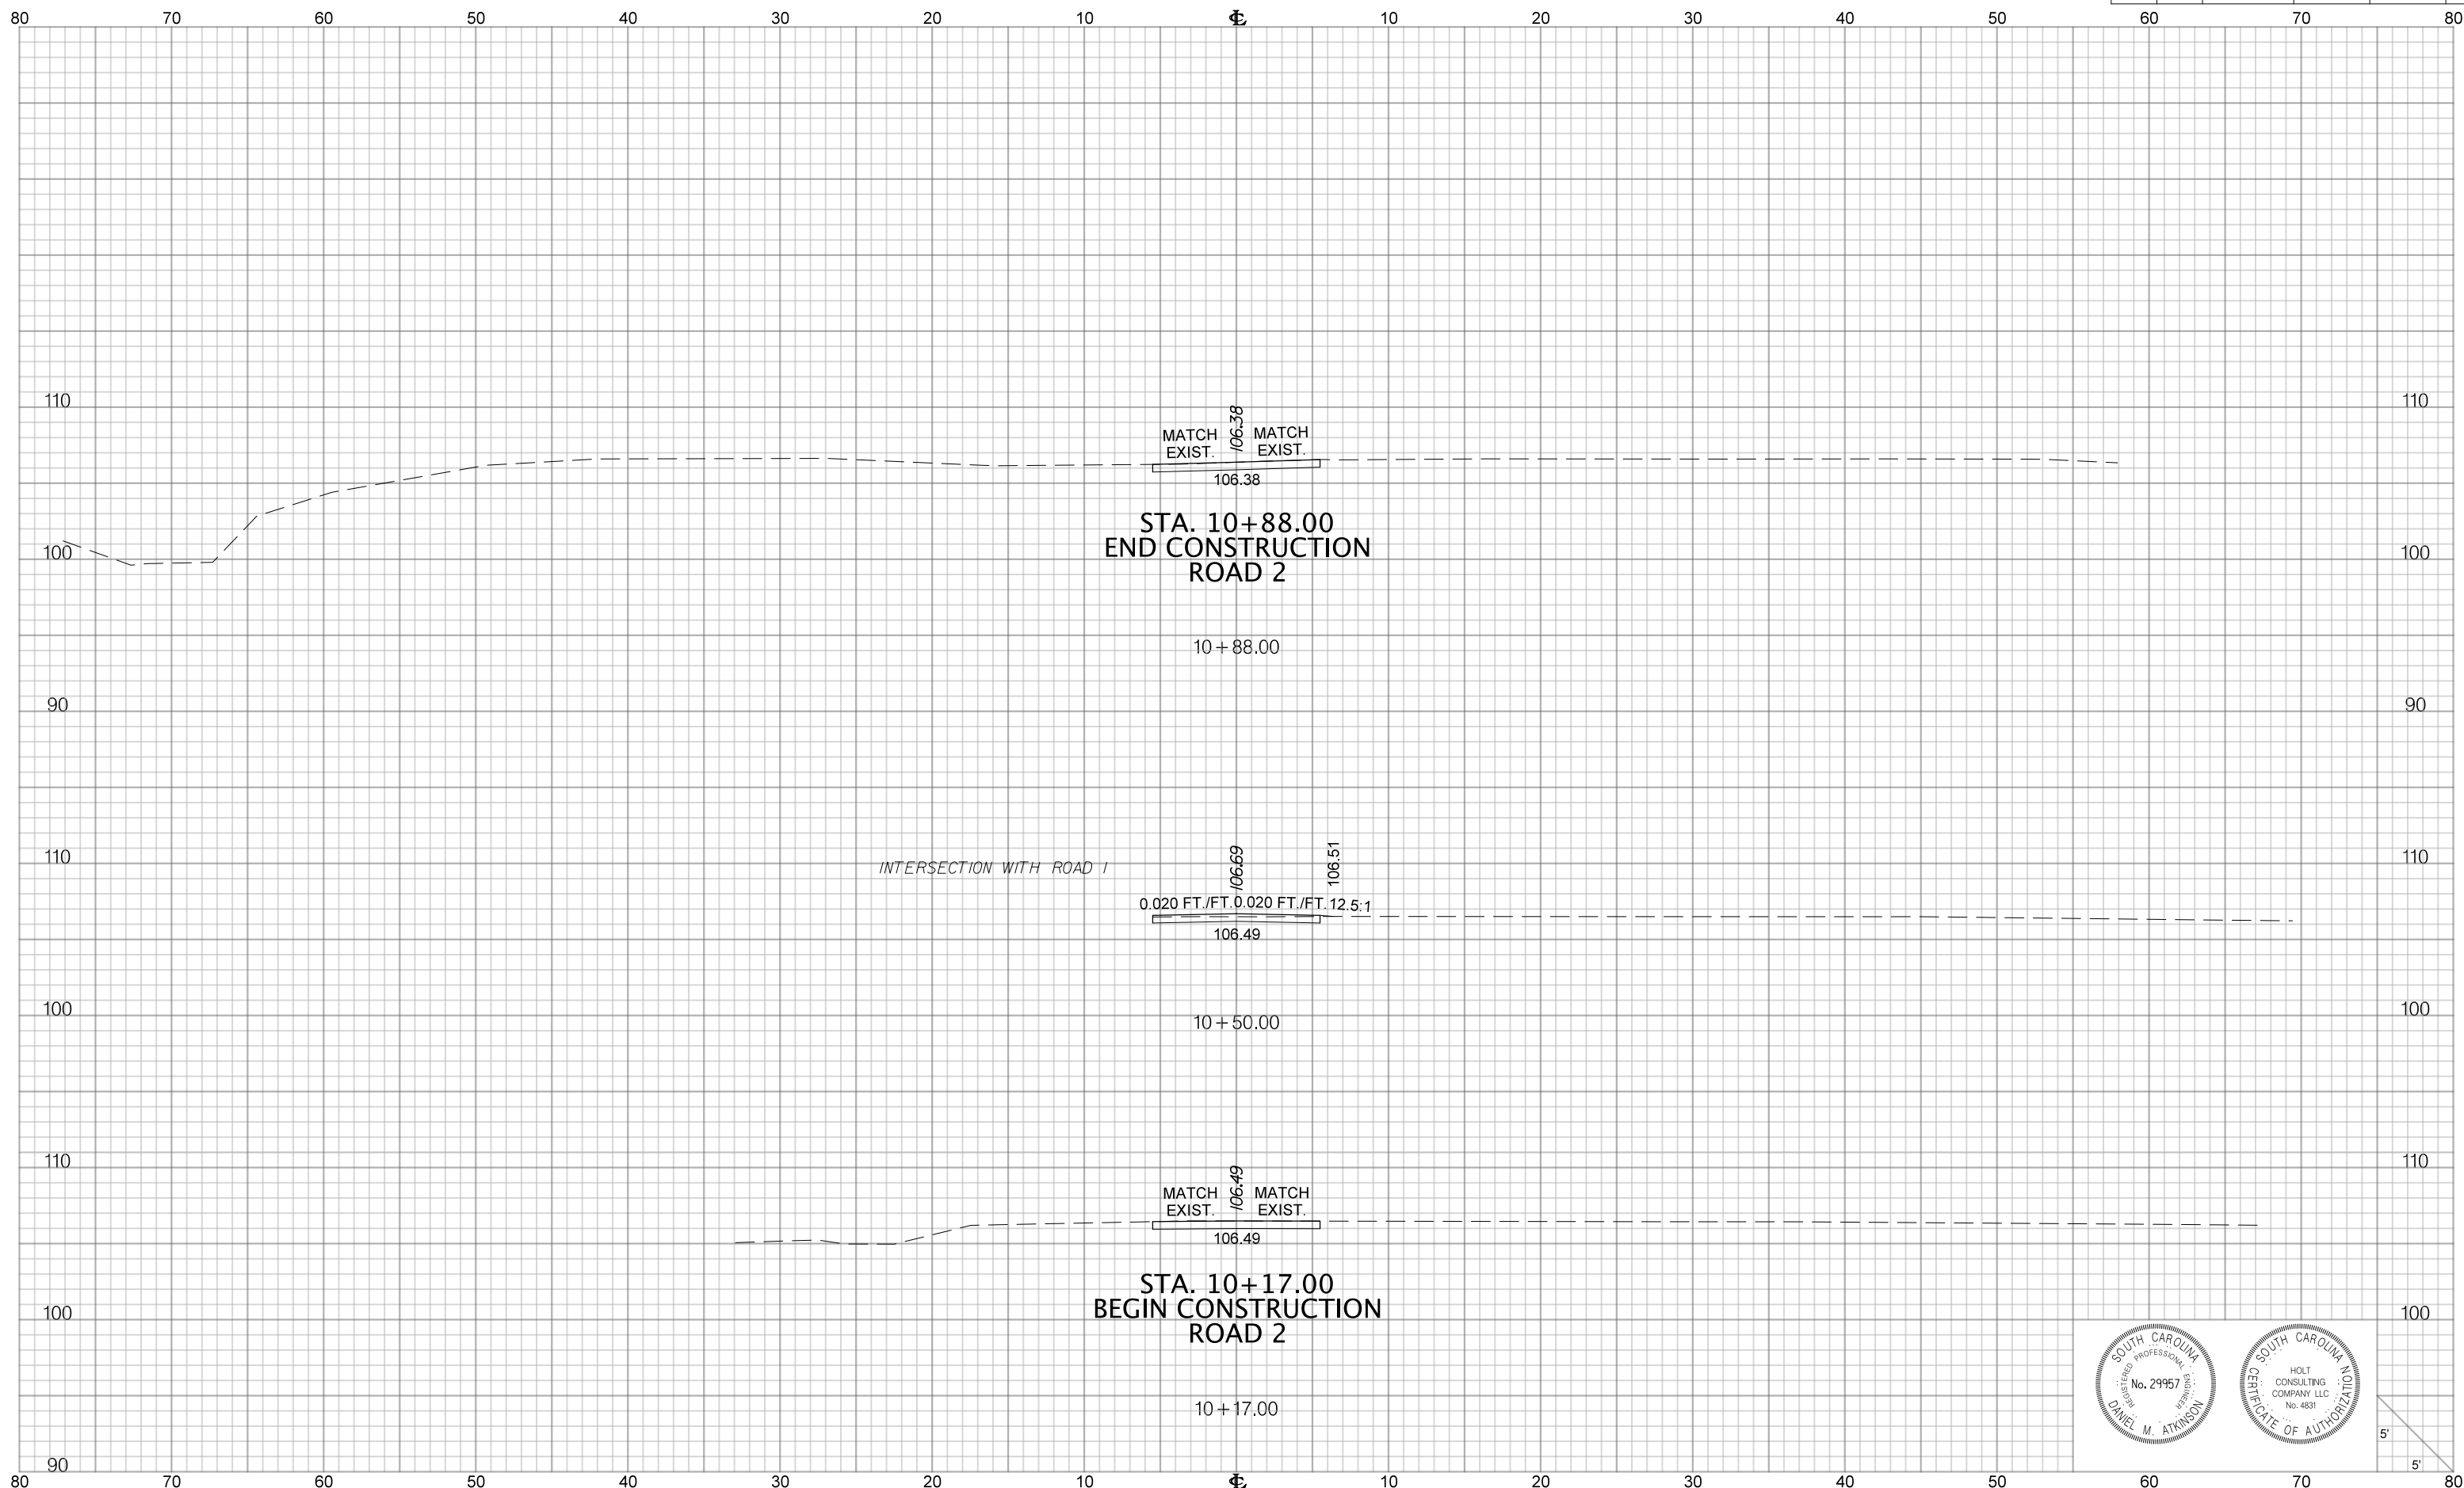 80 70 60 50 40 30 20 10 ℄ 10 20 30 40 50 60 70 80
110 110
MATCH EXIST. 106.38 MATCH EXIST.
106.38
STA. 10+88.00
END CONSTRUCTION
100 100
ROAD 2
10+88.00
90 90
110 110
INTERSECTION WITH ROAD 1
106.69
106.51
0.020 FT./FT. 0.020 FT./FT. 12.5:1
106.49
100 100
10+50.00
110 110
MATCH EXIST. 106.49 MATCH EXIST.
106.49
STA. 10+17.00
BEGIN CONSTRUCTION
100 100
ROAD 2
10+17.00
SOUTH CAROLINA
REGISTERED PROFESSIONAL ENGINEER
No. 29957
DANIEL M. ATKINSON
SOUTH CAROLINA
HOLT
CONSULTING
COMPANY LLC
No. 4831
CERTIFICATE OF AUTHORIZATION
5'
5'
90
80 70 60 50 40 30 20 10 ℄ 10 20 30 40 50 60 70 80